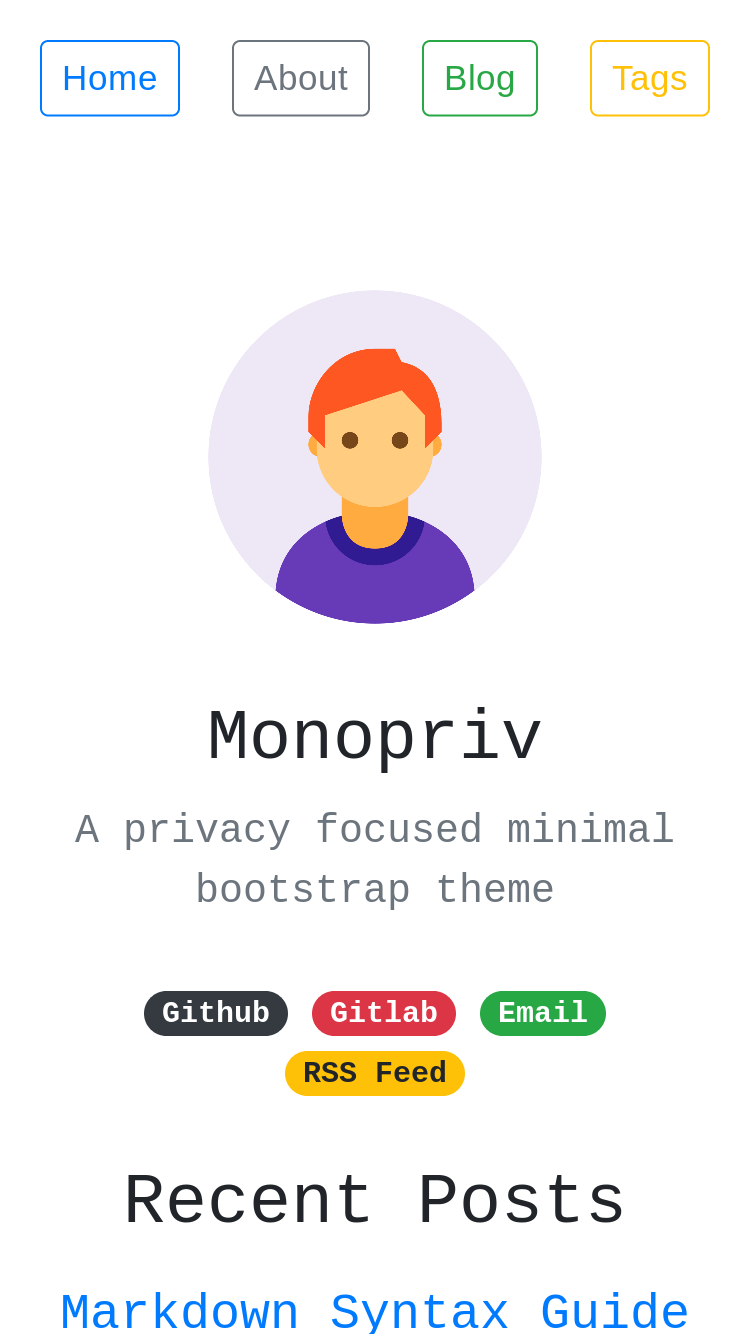 Home About Blog Tags
Monopriv
A privacy focused minimal
bootstrap theme
Github Gitlab Email
RSS Feed
Recent Posts
Markdown Syntax Guide